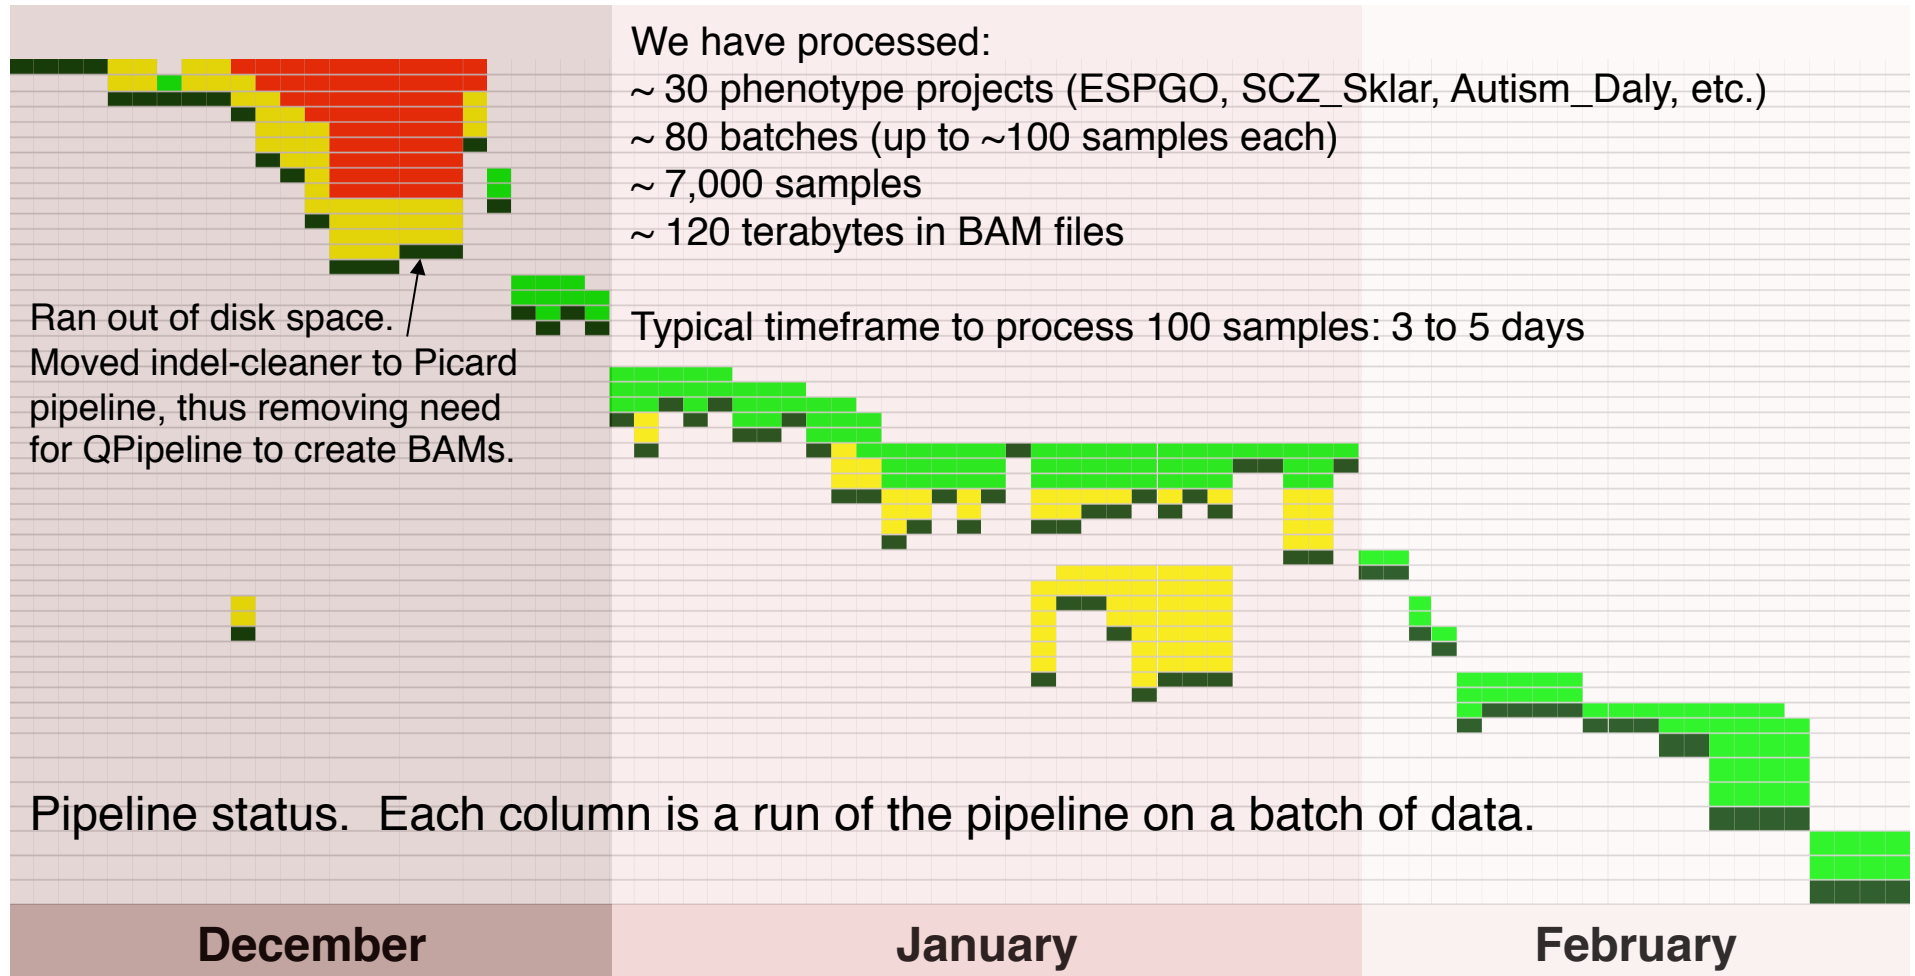 We have processed:
~ 30 phenotype projects (ESPGO, SCZ_Sklar, Autism_Daly, etc.)
~ 80 batches (up to ~100 samples each)
~ 7,000 samples
~ 120 terabytes in BAM files
Typical timeframe to process 100 samples: 3 to 5 days
Ran out of disk space.
Moved indel-cleaner to Picard
pipeline, thus removing need
for QPipeline to create BAMs.
Pipeline status.  Each column is a run of the pipeline on a batch of data.
December
January
February